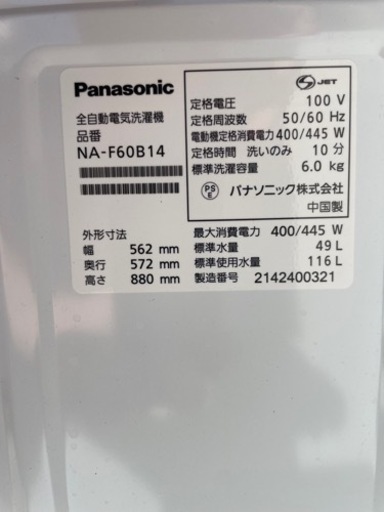 Panasonic
全自動電気洗濯機
品番
NA-F60B14
外形寸法
幅 562 mm
奥行 572 mm
高さ 880 mm
S JET
定格電圧 100 V
定格周波数 50/60 Hz
電動機定格消費電力 400/445 W
定格時間 洗いのみ 10 分
標準洗濯容量 6.0 kg
PS E パナソニック株式会社
中国製
最大消費電力 400/445 W
標準水量 49 L
標準使用水量 116 L
製造番号 2142400321